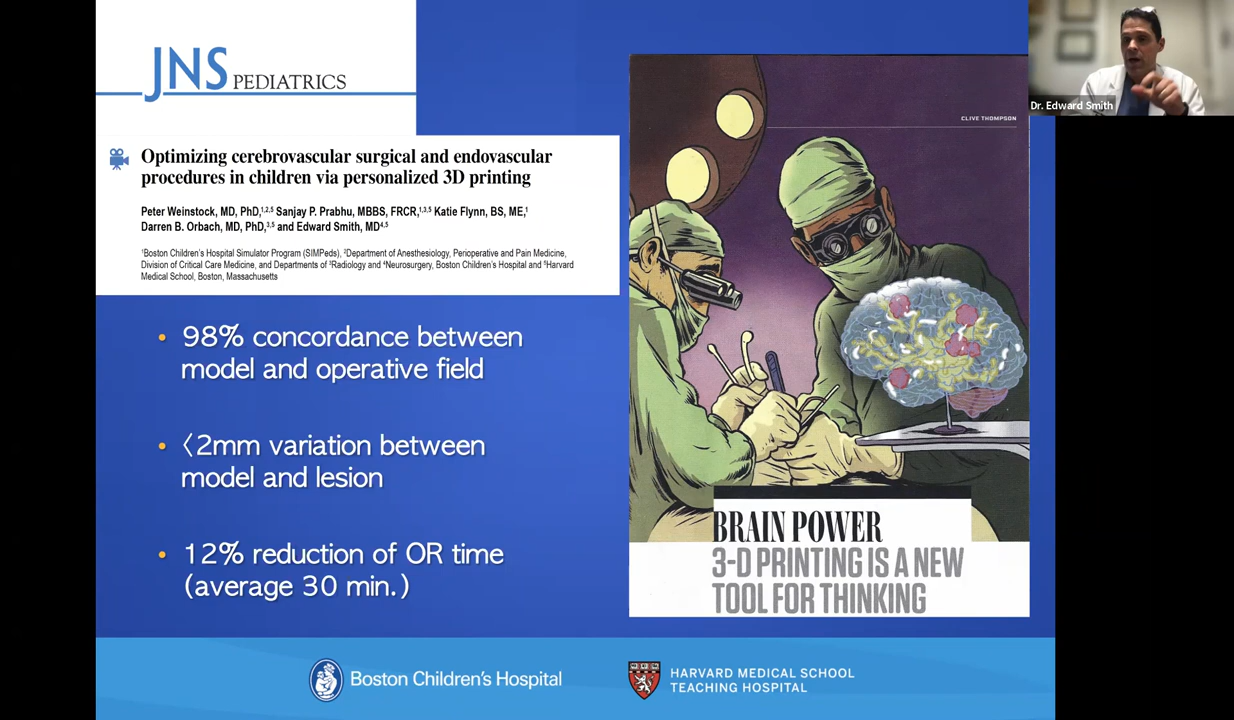 JNS PEDIATRICS
Optimizing cerebrovascular surgical and endovascular
procedures in children via personalized 3D printing
Peter Weinstock, MD, PhD,1,2,5 Sanjay P. Prabhu, MBBS, FRCR,1,3,5 Katie Flynn, BS, ME,1
Darren B. Orbach, MD, PhD,3,5 and Edward Smith, MD4,5
1Boston Children's Hospital Simulator Program (SIMPeds), 2Department of Anesthesiology, Perioperative and Pain Medicine,
Division of Critical Care Medicine, and Departments of 3Radiology and 4Neurosurgery, Boston Children's Hospital and 5Harvard
Medical School, Boston, Massachusetts
• 98% concordance between
model and operative field
• <2mm variation between
model and lesion
• 12% reduction of OR time
(average 30 min.)
CLIVE THOMPSON
BRAIN POWER
3-D PRINTING IS A NEW
TOOL FOR THINKING
Dr. Edward Smith
Boston Children's Hospital
HARVARD MEDICAL SCHOOL
TEACHING HOSPITAL